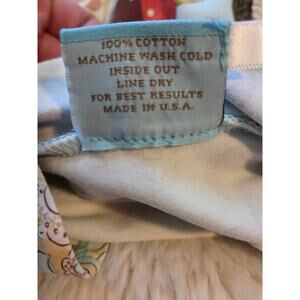 100% COTTON
MACHINE WASH COLD
INSIDE OUT
LINE DRY
FOR BEST RESULTS
MADE IN U.S.A.